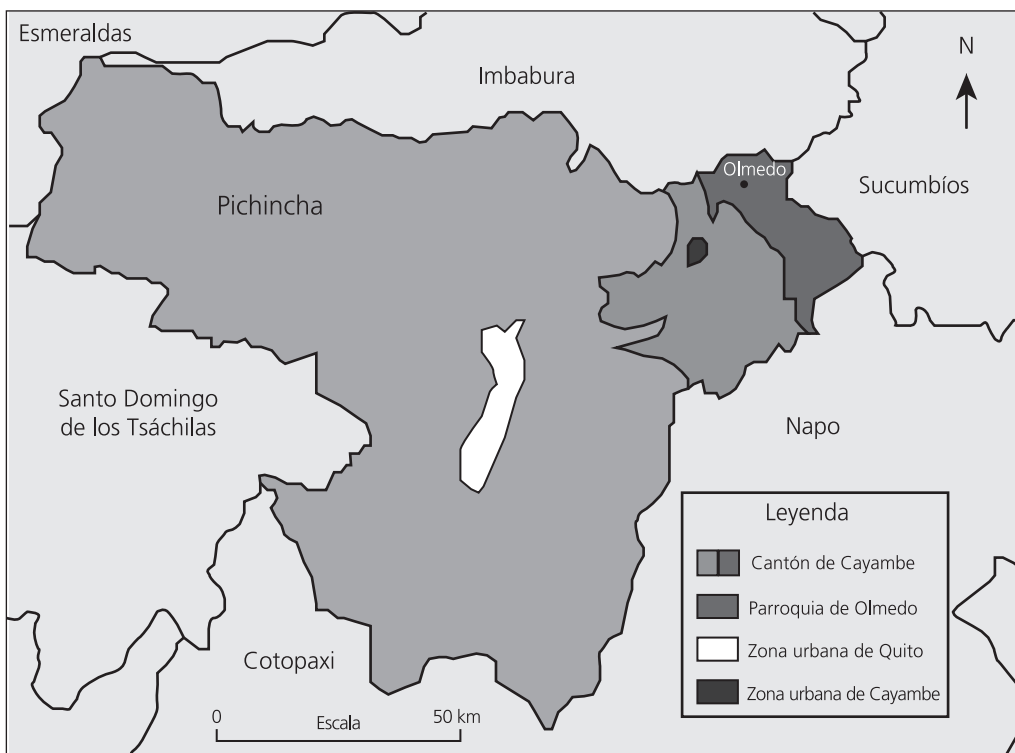 Esmeraldas
Imbabura
N
Olmedo
Sucumbíos
Pichincha
Santo Domingo
de los Tsáchilas
Napo
Cotopaxi
0
50 km
Escala
Leyenda
Cantón de Cayambe
Parroquia de Olmedo
Zona urbana de Quito
Zona urbana de Cayambe